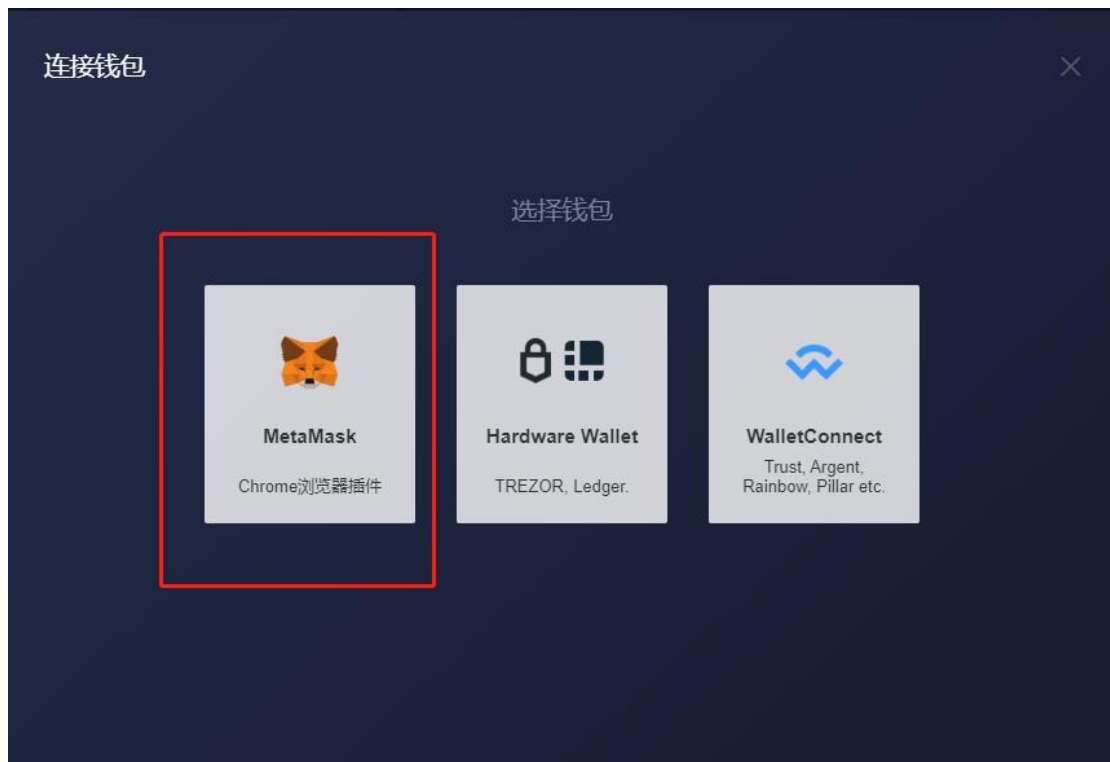 连接钱包
选择钱包
MetaMask
Chrome浏览器插件
Hardware Wallet
TREZOR, Ledger.
WalletConnect
Trust, Argent,
Rainbow, Pillar etc.